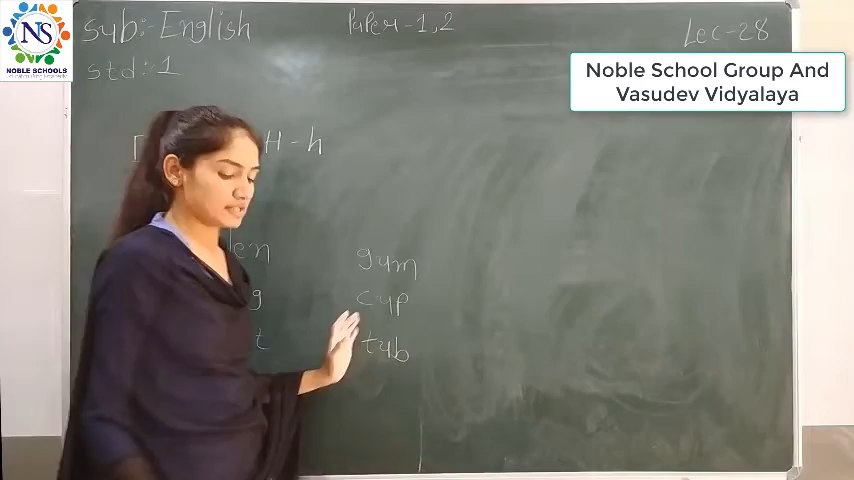 NS
NOBLE SCHOOLS
Sub:- English
Paper-1,2
Lec-28
std:-1
Noble School Group And
Vasudev Vidyalaya
H-h
gum
cup
tub